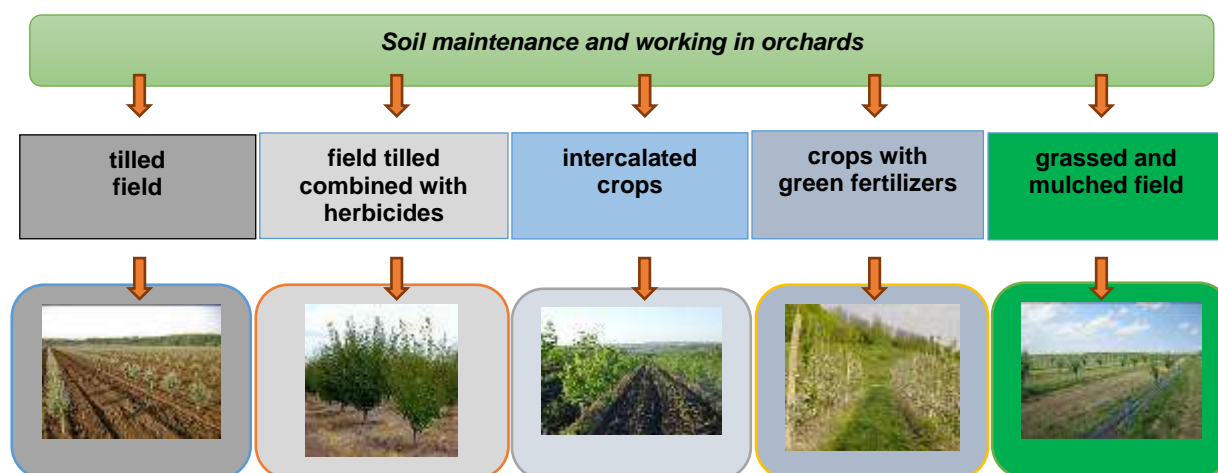 Soil maintenance and working in orchards
tilled
field
field tilled
combined with
herbicides
intercalated
crops
crops with
green fertilizers
grassed and
mulched field